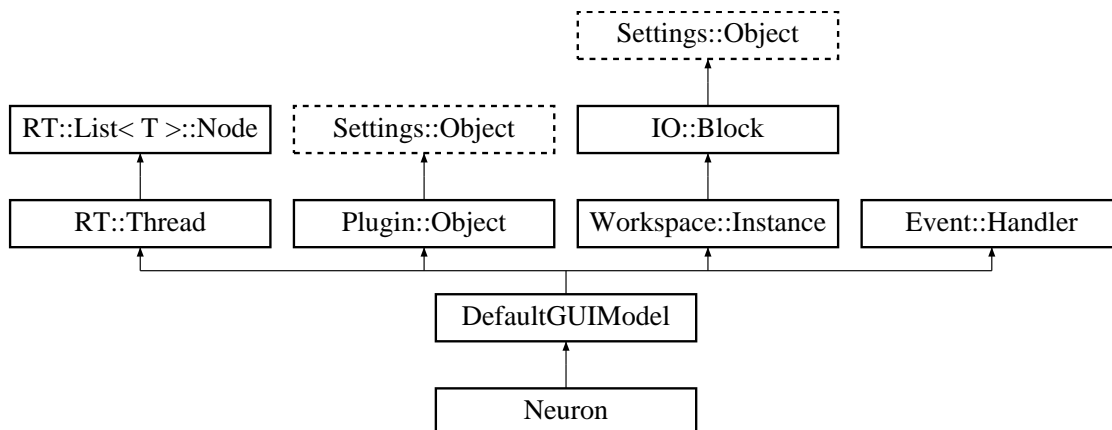 Settings::Object
RT::List< T >::Node
Settings::Object
IO::Block
RT::Thread
Plugin::Object
Workspace::Instance
Event::Handler
DefaultGUIModel
Neuron